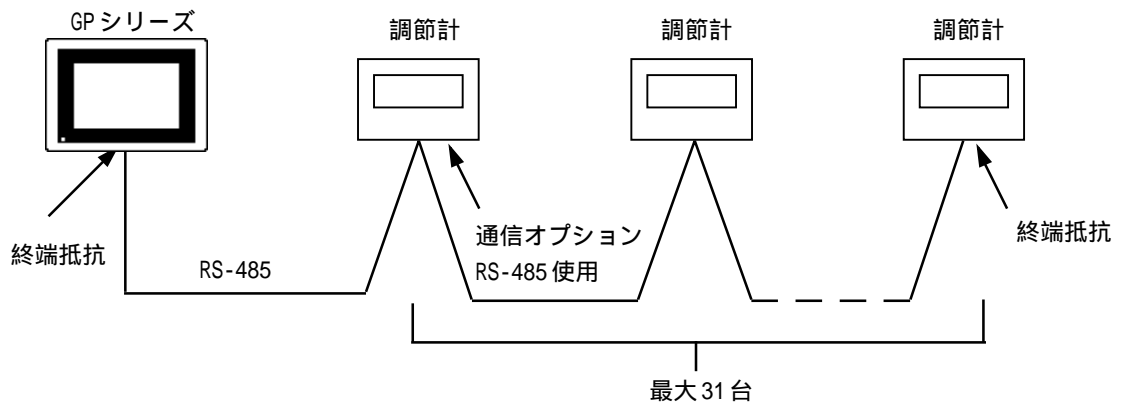 GPシリーズ
調節計
調節計
調節計
終端抵抗
RS-485
通信オプション
RS-485使用
終端抵抗
最大31台